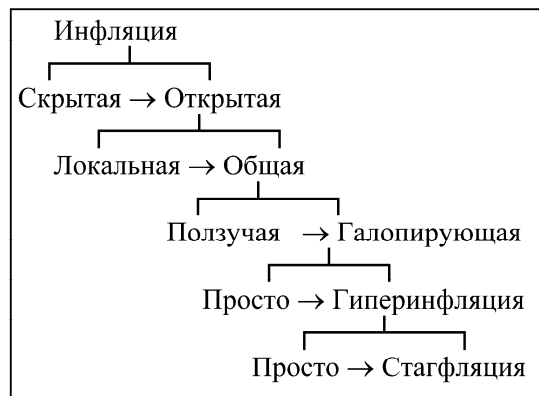 Инфляция
Скрытая → Открытая
Локальная → Общая
Ползучая → Галопирующая
Просто → Гиперинфляция
Просто → Стагфляция